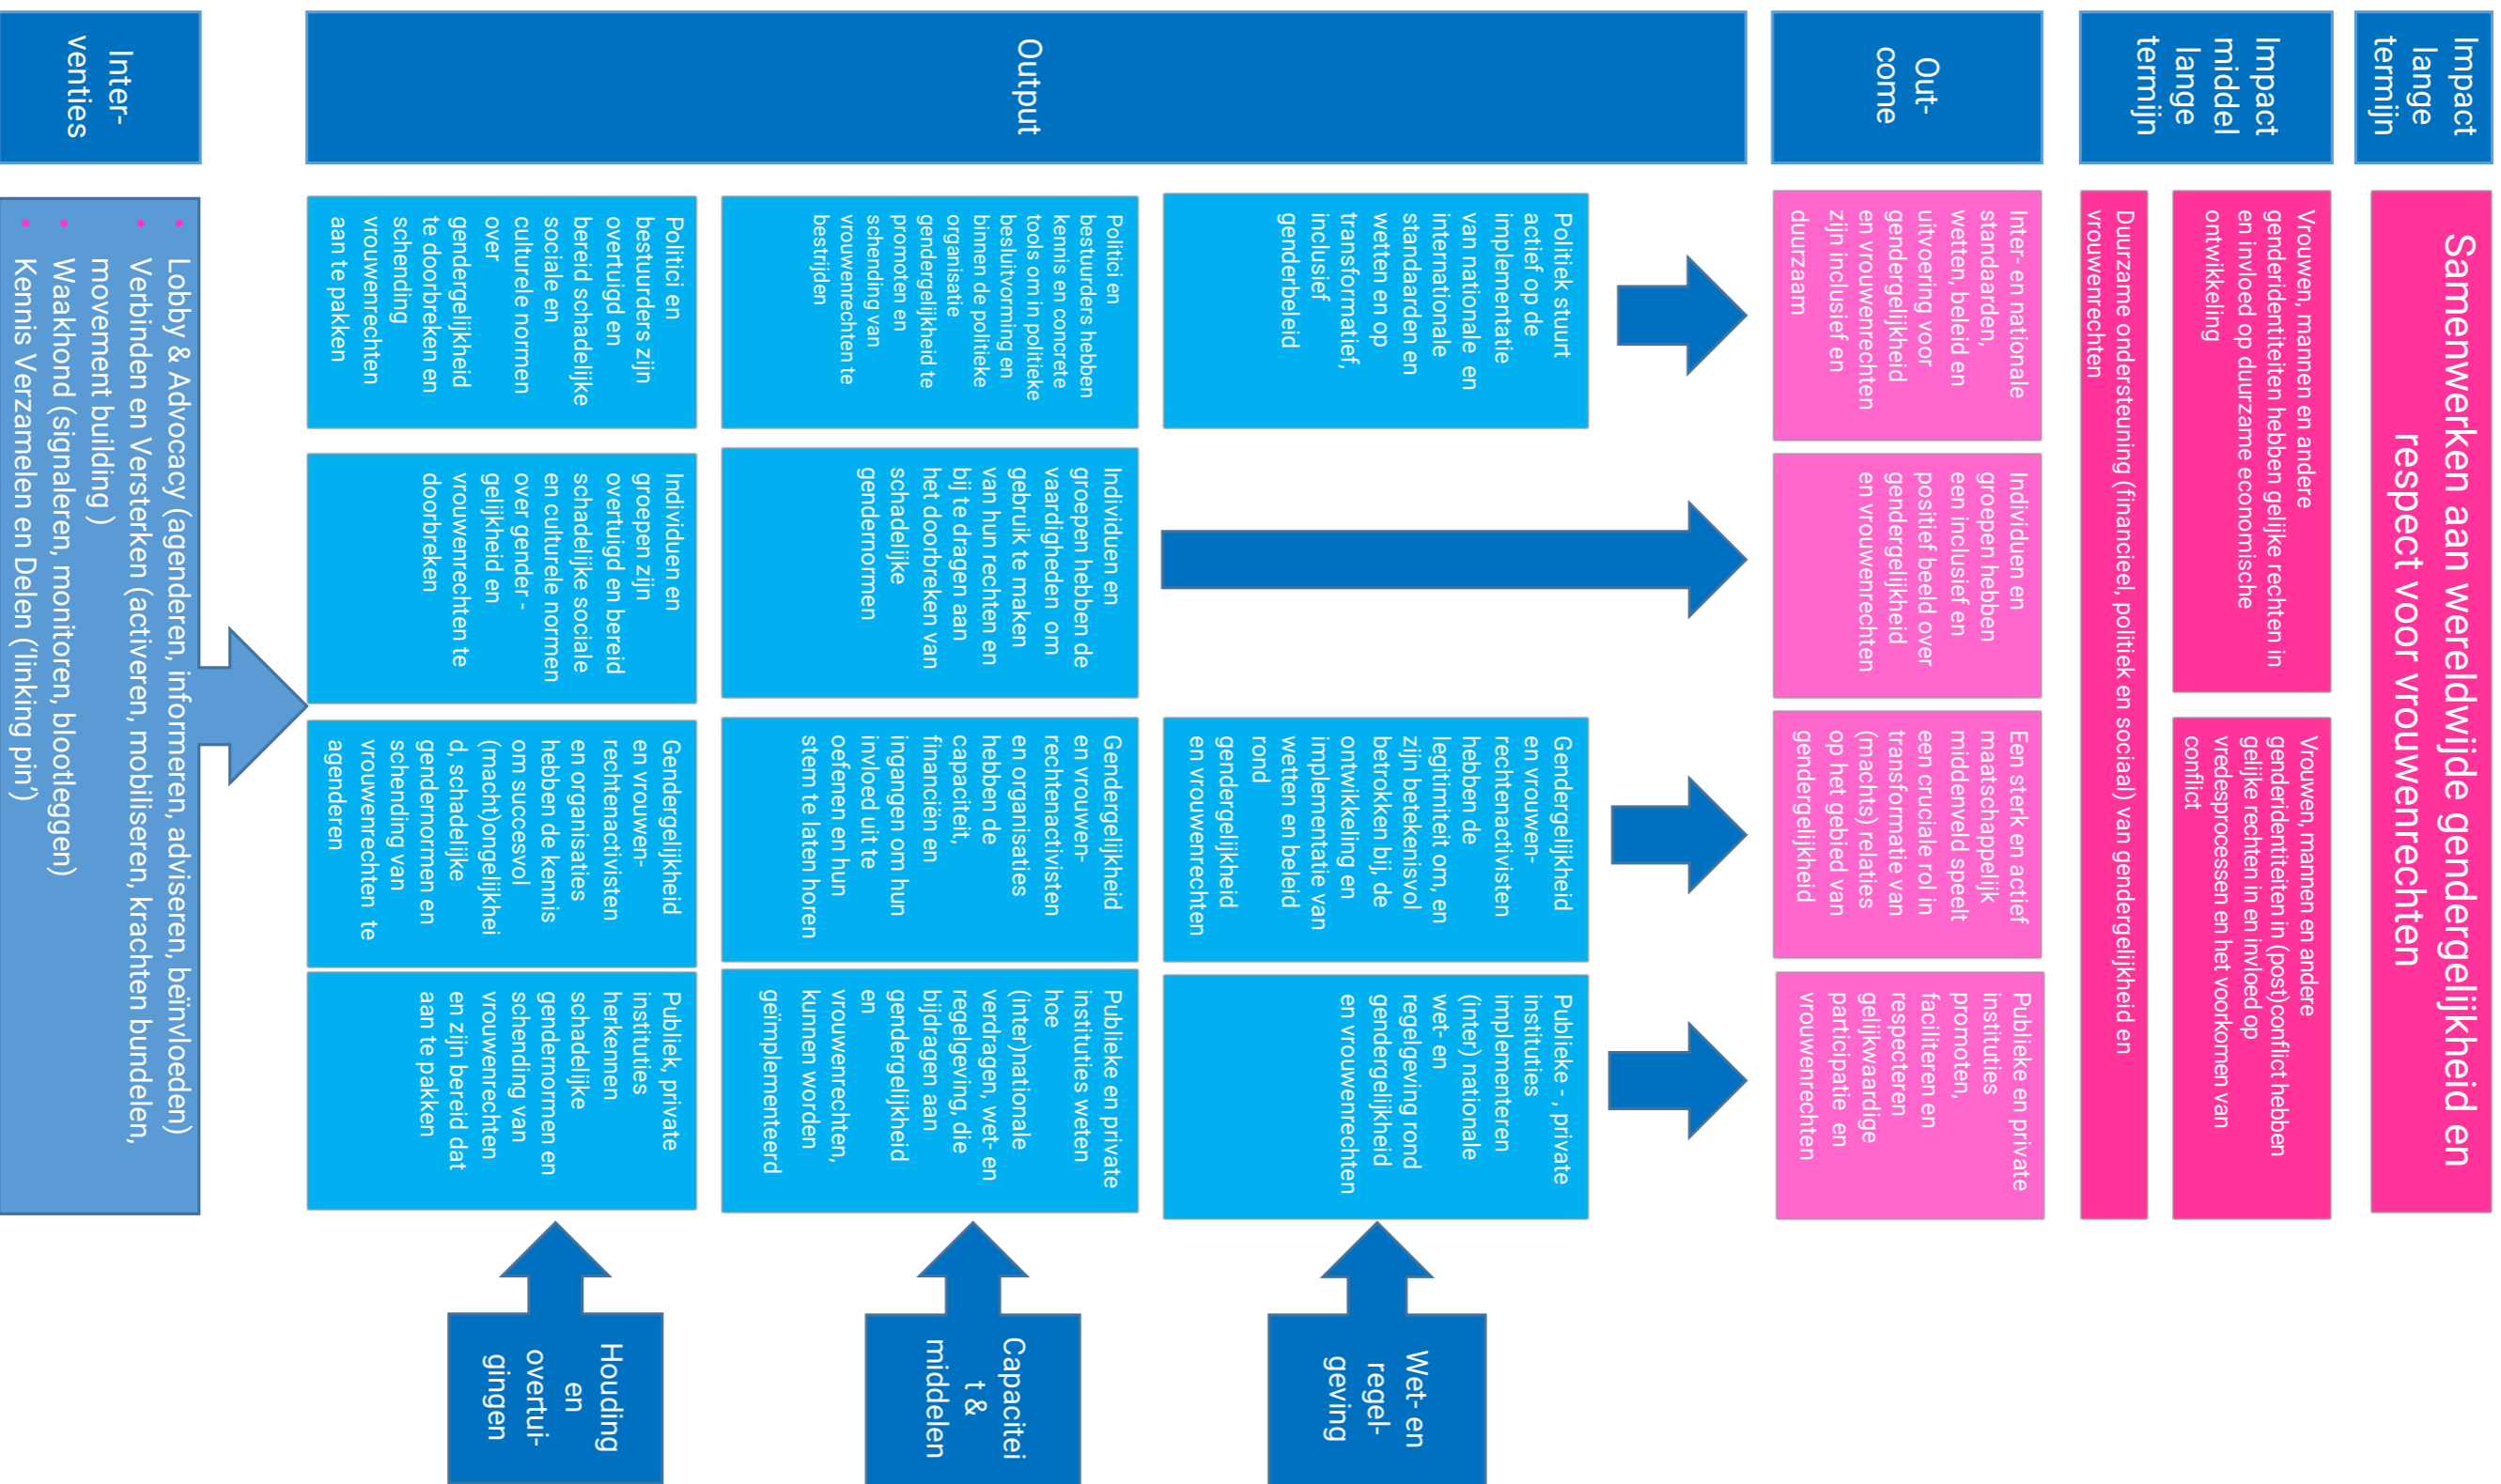 Impact
lange
termijn
Samenwerken aan wereldwijde gendergelijkheid en
respect voor vrouwenrechten
Impact
middel
lange
termijn
Vrouwen, mannen en andere
genderidentiteiten hebben gelijke rechten in
en invloed op duurzame economische
ontwikkeling
Vrouwen, mannen en andere
genderidentiteiten in (post)conflict hebben
gelijke rechten in en invloed op
vredesprocessen en het voorkomen van
conflict
Duurzame ondersteuning (financieel, politiek en sociaal) van gendergelijkheid en
vrouwenrechten
Out-
come
Inter- en nationale
standaarden,
wetten, beleid en
uitvoering voor
gendergelijkheid
en vrouwenrechten
zijn inclusief en
duurzaam
Individuen en
groepen hebben
een inclusief en
positief beeld over
gendergelijkheid
en vrouwenrechten
Een sterk en actief
maatschappelijk
middenveld speelt
een cruciale rol in
transformatie van
(machts) relaties
op het gebied van
gendergelijkheid
Publieke en private
instituties
promoten,
faciliteren en
respecteren
gelijkwaardige
participatie en
vrouwenrechten
Output
Politiek stuurt
actief op de
implementatie
van nationale en
internationale
standaarden en
wetten en op
transformatief,
inclusief
genderbeleid
Gendergelijkheid
en vrouwen-
rechtenactivisten
hebben de
legitimiteit om, en
zijn betekenisvol
betrokken bij, de
ontwikkeling en
implementatie van
wetten en beleid
rond
gendergelijkheid
en vrouwenrechten
Publieke - , private
instituties
implementeren
(inter) nationale
wet- en
regelgeving rond
gendergelijkheid
en vrouwenrechten
Wet- en
regel-
geving
Politici en
bestuurders hebben
kennis en concrete
tools om in politieke
besluitvorming en
binnen de politieke
organisatie
gendergelijkheid te
promoten en
schending van
vrouwenrechten te
bestrijden
Individuen en
groepen hebben de
vaardigheden om
gebruik te maken
van hun rechten en
bij te dragen aan
het doorbreken van
schadelijke
gendernormen
Gendergelijkheid
en vrouwen-
rechtenactivisten
en organisaties
hebben de
capaciteit,
financiën en
ingangen om hun
invloed uit te
oefenen en hun
stem te laten horen
Publieke en private
instituties weten
hoe
(inter)nationale
verdragen, wet- en
regelgeving, die
bijdragen aan
gendergelijkheid
en
vrouwenrechten,
kunnen worden
geïmplementeerd
Capacitei
t &
middelen
Politici en
bestuurders zijn
overtuigd en
bereid schadelijke
sociale en
culturele normen
over
gendergelijkheid
te doorbreken en
schending
vrouwenrechten
aan te pakken
Individuen en
groepen zijn
overtuigd en bereid
schadelijke sociale
en culturele normen
over gender -
gelijkheid en
vrouwenrechten te
doorbreken
Gendergelijkheid
en vrouwen-
rechtenactivisten
en organisaties
hebben de kennis
om succesvol
(macht)ongelijkhei
d, schadelijke
gendernormen en
schending van
vrouwenrechten te
agenderen
Publiek, private
instituties
herkennen
schadelijke
gendernormen en
schending van
vrouwenrechten
en zijn bereid dat
aan te pakken
Houding
en
overtui-
gingen
Inter-
venties
• Lobby & Advocacy (agenderen, informeren, adviseren, beïnvloeden)
• Verbinden en Versterken (activeren, mobiliseren, krachten bundelen,
movement building )
• Waakhond (signaleren, monitoren, blootleggen)
• Kennis Verzamelen en Delen (‘linking pin’)